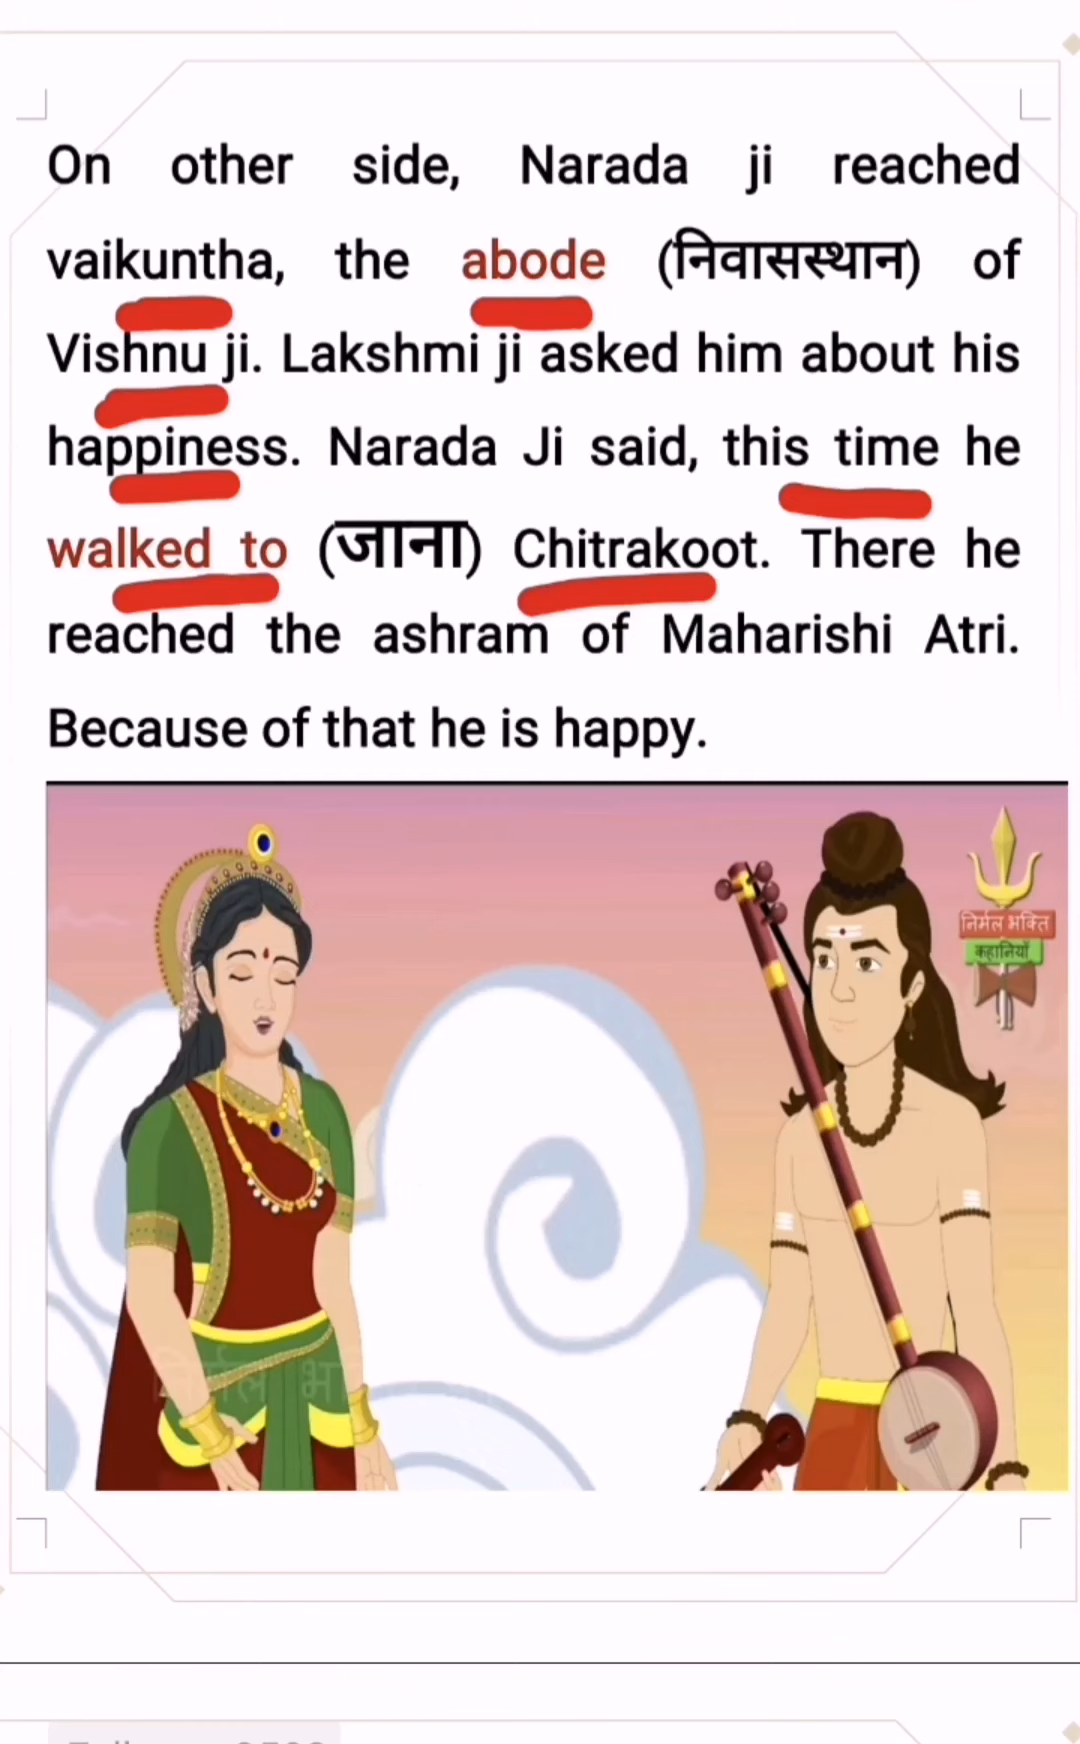 On other side, Narada ji reached
vaikuntha, the abode (निवासस्थान) of
Vishnu ji. Lakshmi ji asked him about his
happiness. Narada Ji said, this time he
walked to (जाना) Chitrakoot. There he
reached the ashram of Maharishi Atri.
Because of that he is happy.
निर्मल भक्ति
कहानियाँ